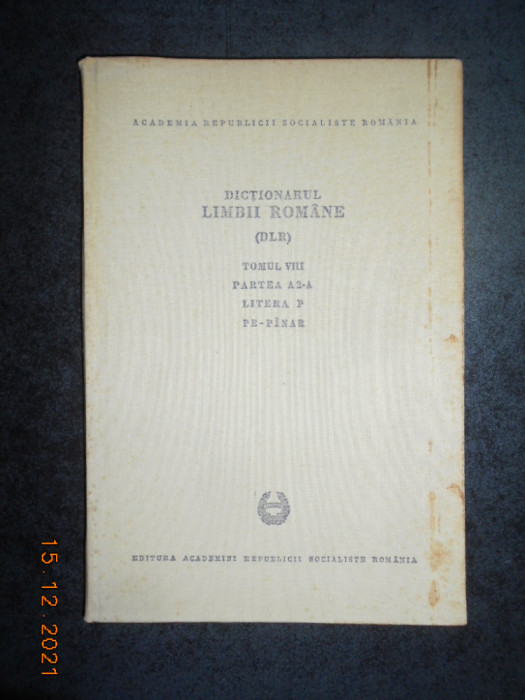 ACADEMIA REPUBLICII SOCIALISTE ROMÂNIA
DICȚIONARUL
LIMBII ROMÂNE
(DLR)
TOMUL VIII
PARTEA A2-A
LITERA P
PE-PÎNAR
EDITURA ACADEMIEI REPUBLICII SOCIALISTE ROMÂNIA
15.12.2021